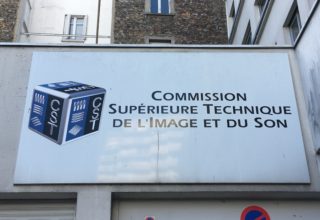 CST
CST
COMMISSION
SUPÉRIEURE TECHNIQUE
DE L'IMAGE ET DU SON